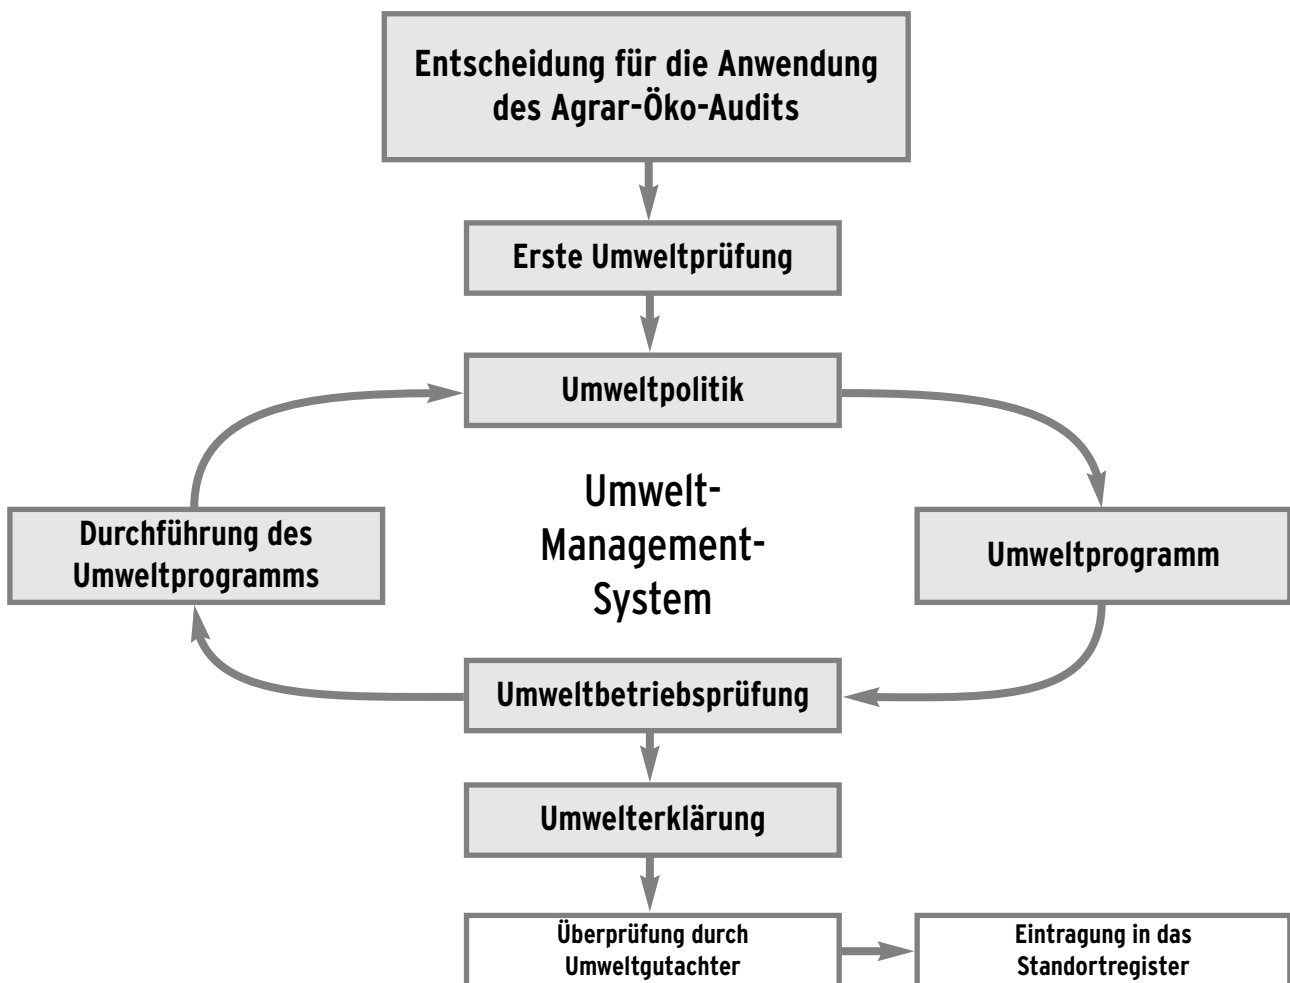 Entscheidung für die Anwendung
des Agrar-Öko-Audits
Erste Umweltprüfung
Umweltpolitik
Umwelt-
Management-
System
Durchführung des
Umweltprogramms
Umweltprogramm
Umweltbetriebsprüfung
Umwelterklärung
Überprüfung durch
Umweltgutachter
Eintragung in das
Standortregister